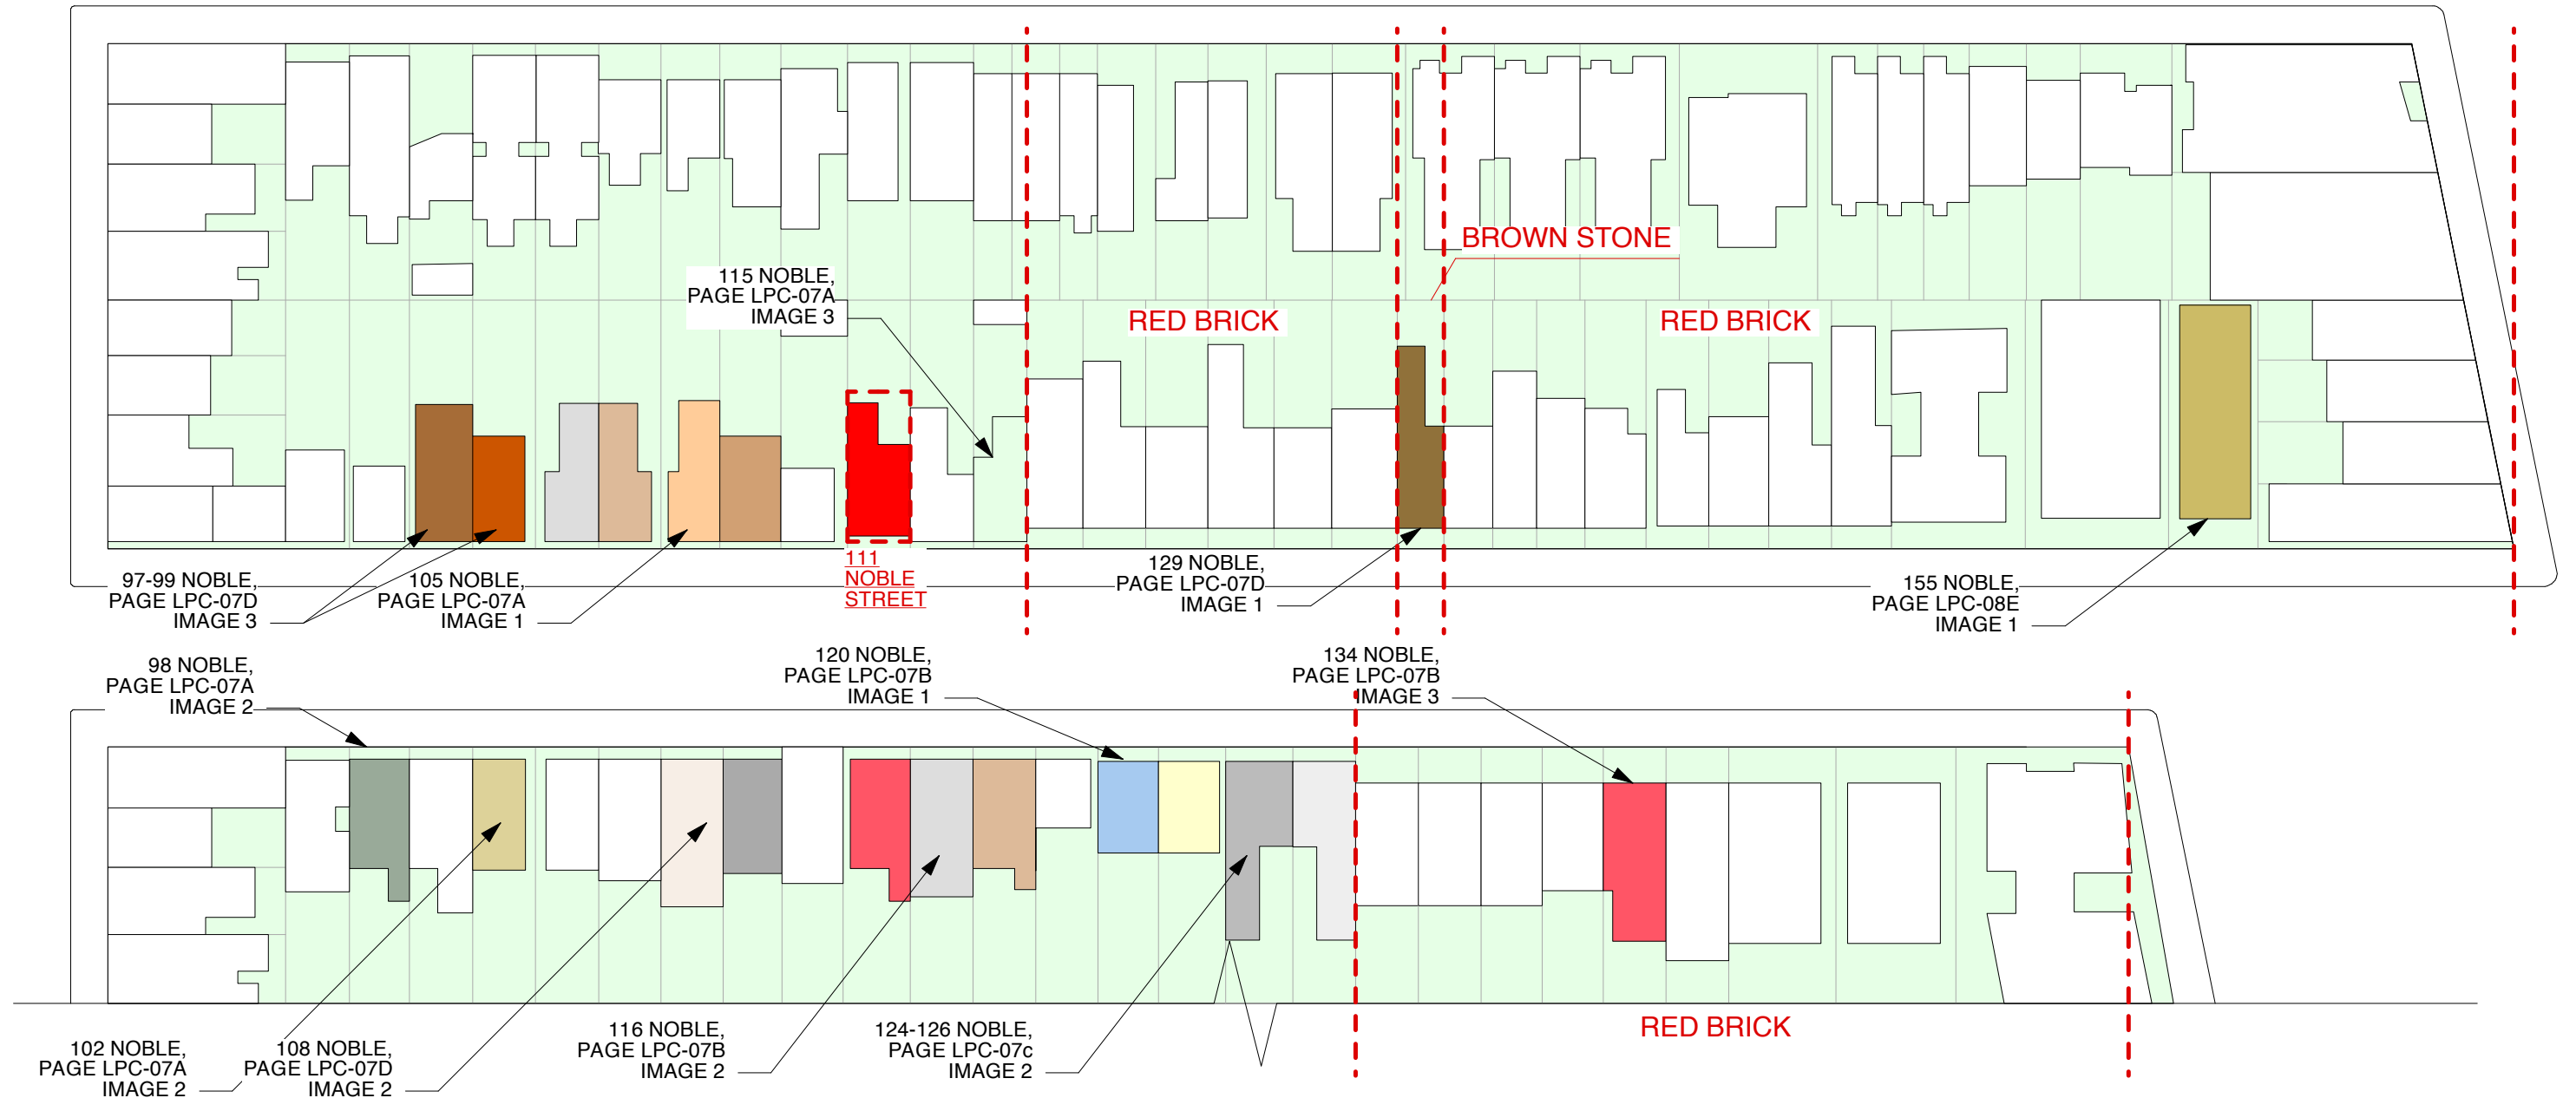 BROWN STONE
115 NOBLE,
PAGE LPC-07A
IMAGE 3
RED BRICK
RED BRICK
97-99 NOBLE,
PAGE LPC-07D
IMAGE 3
105 NOBLE,
PAGE LPC-07A
IMAGE 1
111
NOBLE
STREET
129 NOBLE,
PAGE LPC-07D
IMAGE 1
155 NOBLE,
PAGE LPC-08E
IMAGE 1
98 NOBLE,
PAGE LPC-07A
IMAGE 2
120 NOBLE,
PAGE LPC-07B
IMAGE 1
134 NOBLE,
PAGE LPC-07B
IMAGE 3
102 NOBLE,
PAGE LPC-07A
IMAGE 2
108 NOBLE,
PAGE LPC-07D
IMAGE 2
116 NOBLE,
PAGE LPC-07B
IMAGE 2
124-126 NOBLE,
PAGE LPC-07c
IMAGE 2
RED BRICK